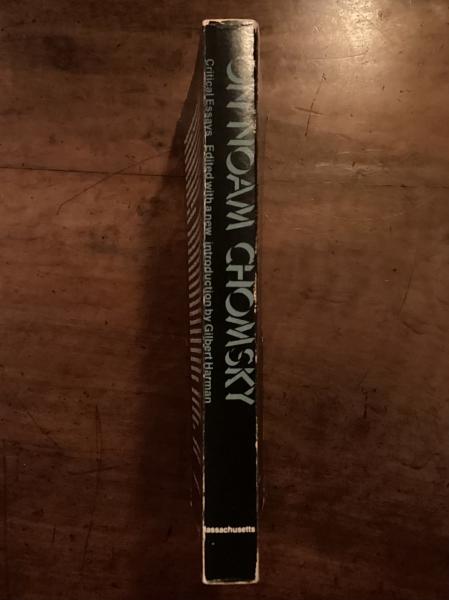 ON NOAM CHOMSKY
Critical Essays Edited with a new introduction by Gilbert Harman
Massachusetts